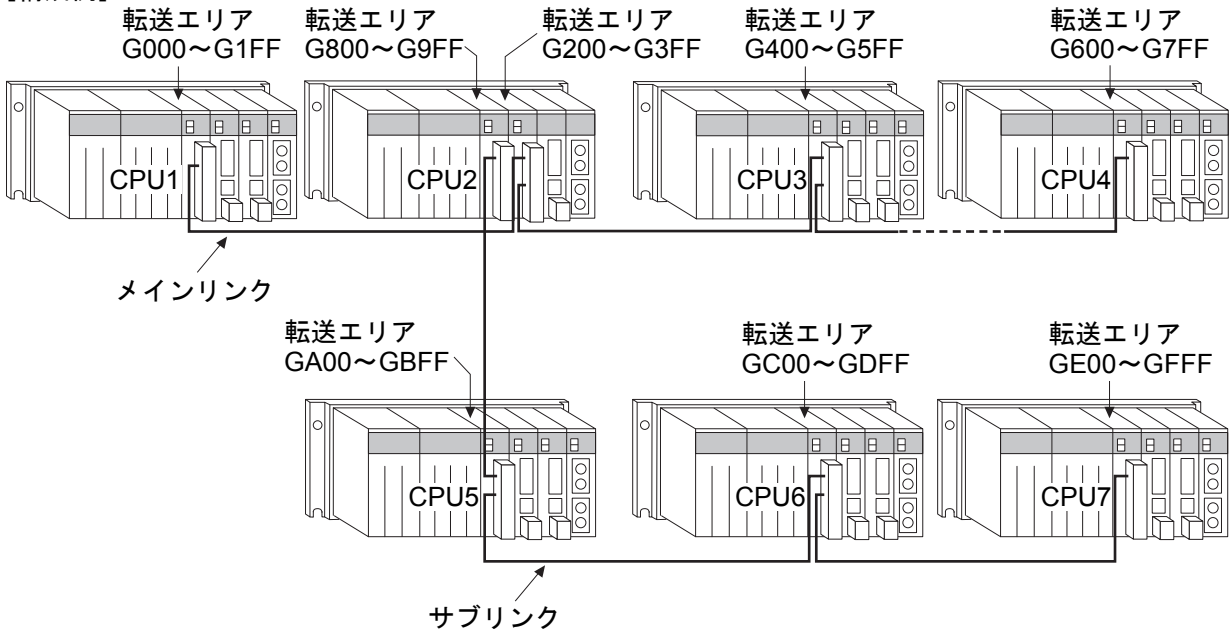 転送エリア
G000～G1FF
転送エリア
G800～G9FF
転送エリア
G200～G3FF
転送エリア
G400～G5FF
転送エリア
G600～G7FF
CPU1
CPU2
CPU3
CPU4
メインリンク
転送エリア
GA00～GBFF
転送エリア
GC00～GDFF
転送エリア
GE00～GFFF
CPU5
CPU6
CPU7
サブリンク